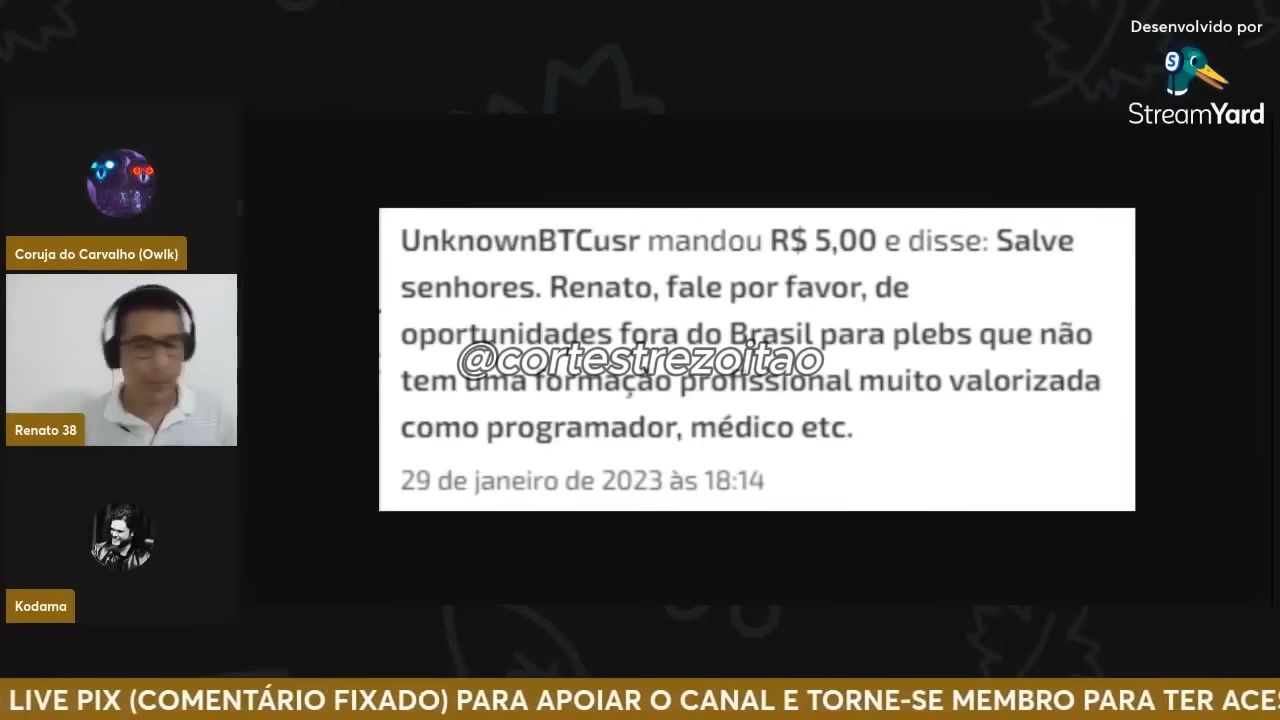 Desenvolvido por
StreamYard
Coruja do Carvalho (Owlk)
UnknownBTCusr mandou R$ 5,00 e disse: Salve
senhores. Renato, fale por favor, de
oportunidades fora do Brasil para plebs que não
@cortestrezoitao
tem uma formação profissional muito valorizada
como programador, médico etc.
29 de janeiro de 2023 às 18:14
Renato 38
Kodama
LIVE PIX (COMENTÁRIO FIXADO) PARA APOIAR O CANAL E TORNE-SE MEMBRO PARA TER